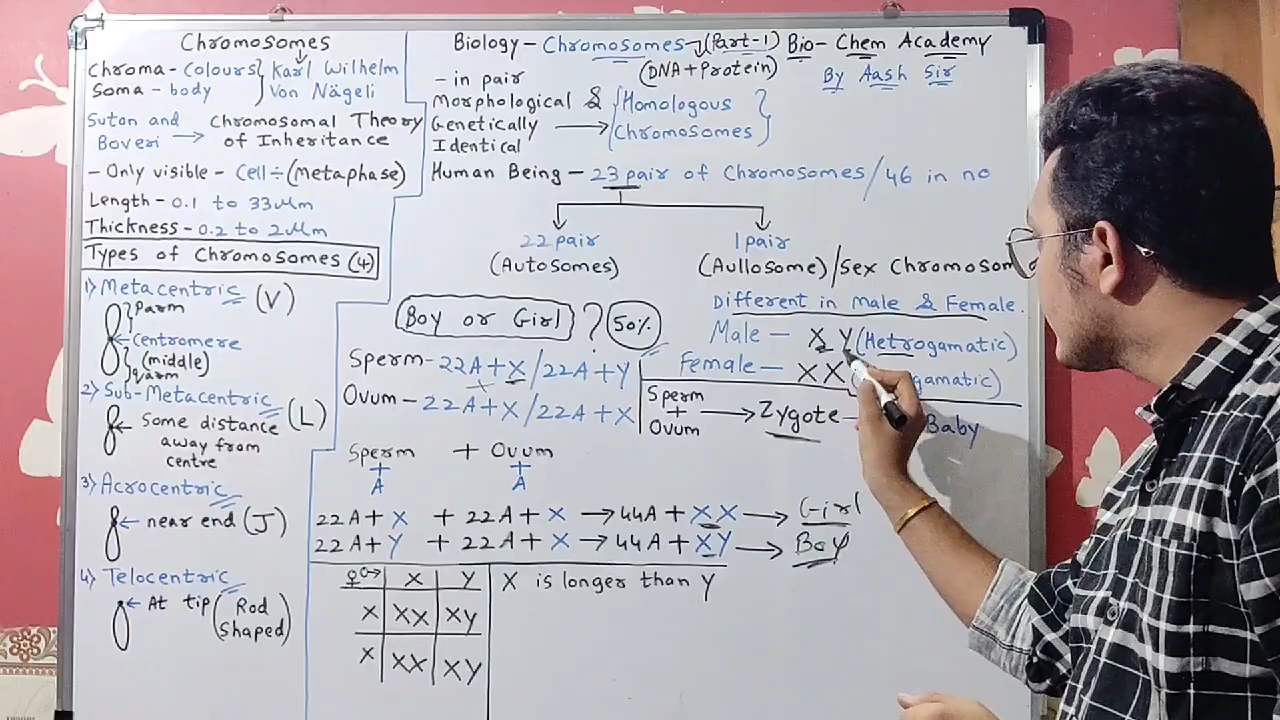 Chromosomes
Chroma - Colours } Karl Wilhelm
Soma - body } Von Nägeli
Suton and Boveri → Chromosomal Theory of Inheritance
- Only visible - Cell ÷ (Metaphase)
Length - 0.1 to 33 μm
Thickness - 0.2 to 2 μm
Types of Chromosomes (4)
1) Metacentric (V)
Parm
Centromere
(middle)
qarm
2) Sub-Metacentric (L)
Some distance
away from
centre
3) Acrocentric
near end (J)
4) Telocentric
At tip (Rod Shaped)
Biology - Chromosomes → (Part-1) Bio-Chem Academy
(DNA + Protein) By Aash Sir
- in pair
Morphological & Genetically Identical → {Homologous Chromosomes}
Human Being - 23 pair of Chromosomes / 46 in no
22 pair 1 pair
(Autosomes) (Aullosome) / Sex Chromosom
Different in Male & Female.
Boy or Girl ? 50%
Male - X Y (Hetrogamatic)
Female - XX ( gamatic)
Sperm - 22A + X / 22A + Y
Ovum - 22A + X / 22A + X
Sperm + Ovum → Zygote - Baby
Sperm + Ovum
+ +
A A
22A + X + 22A + X → 44A + XX → Girl
22A + Y + 22A + X → 44A + XY → Boy
♀ ♂ X Y
X XX XY
X XX XY
X is longer than Y